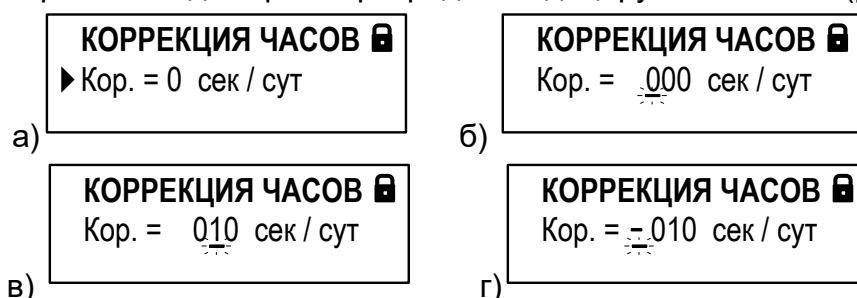 КОРРЕКЦИЯ ЧАСОВ
Кор. = 0 сек / сут
а)
КОРРЕКЦИЯ ЧАСОВ
Кор. = 000 сек / сут
б)
КОРРЕКЦИЯ ЧАСОВ
Кор. = 010 сек / сут
в)
КОРРЕКЦИЯ ЧАСОВ
Кор. = -010 сек / сут
г)